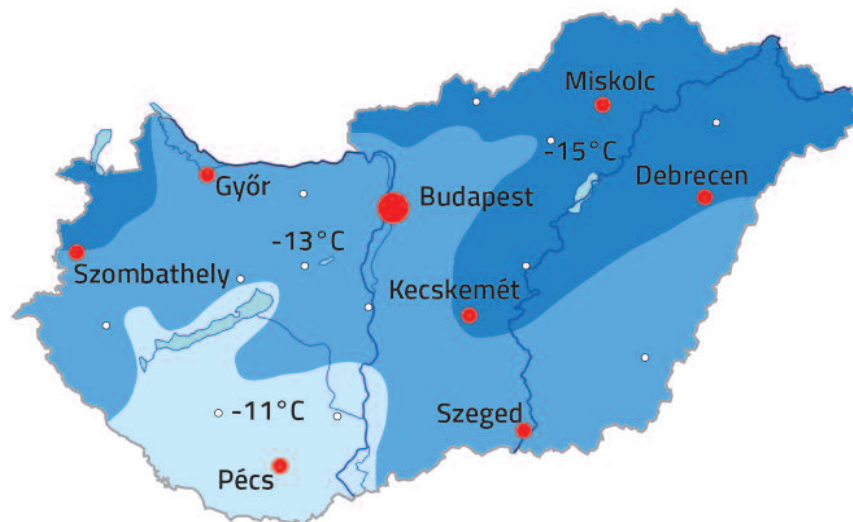 Miskolc
-15°C
Debrecen
Győr
Budapest
-13°C
Szombathely
Kecskemét
-11°C
Szeged
Pécs